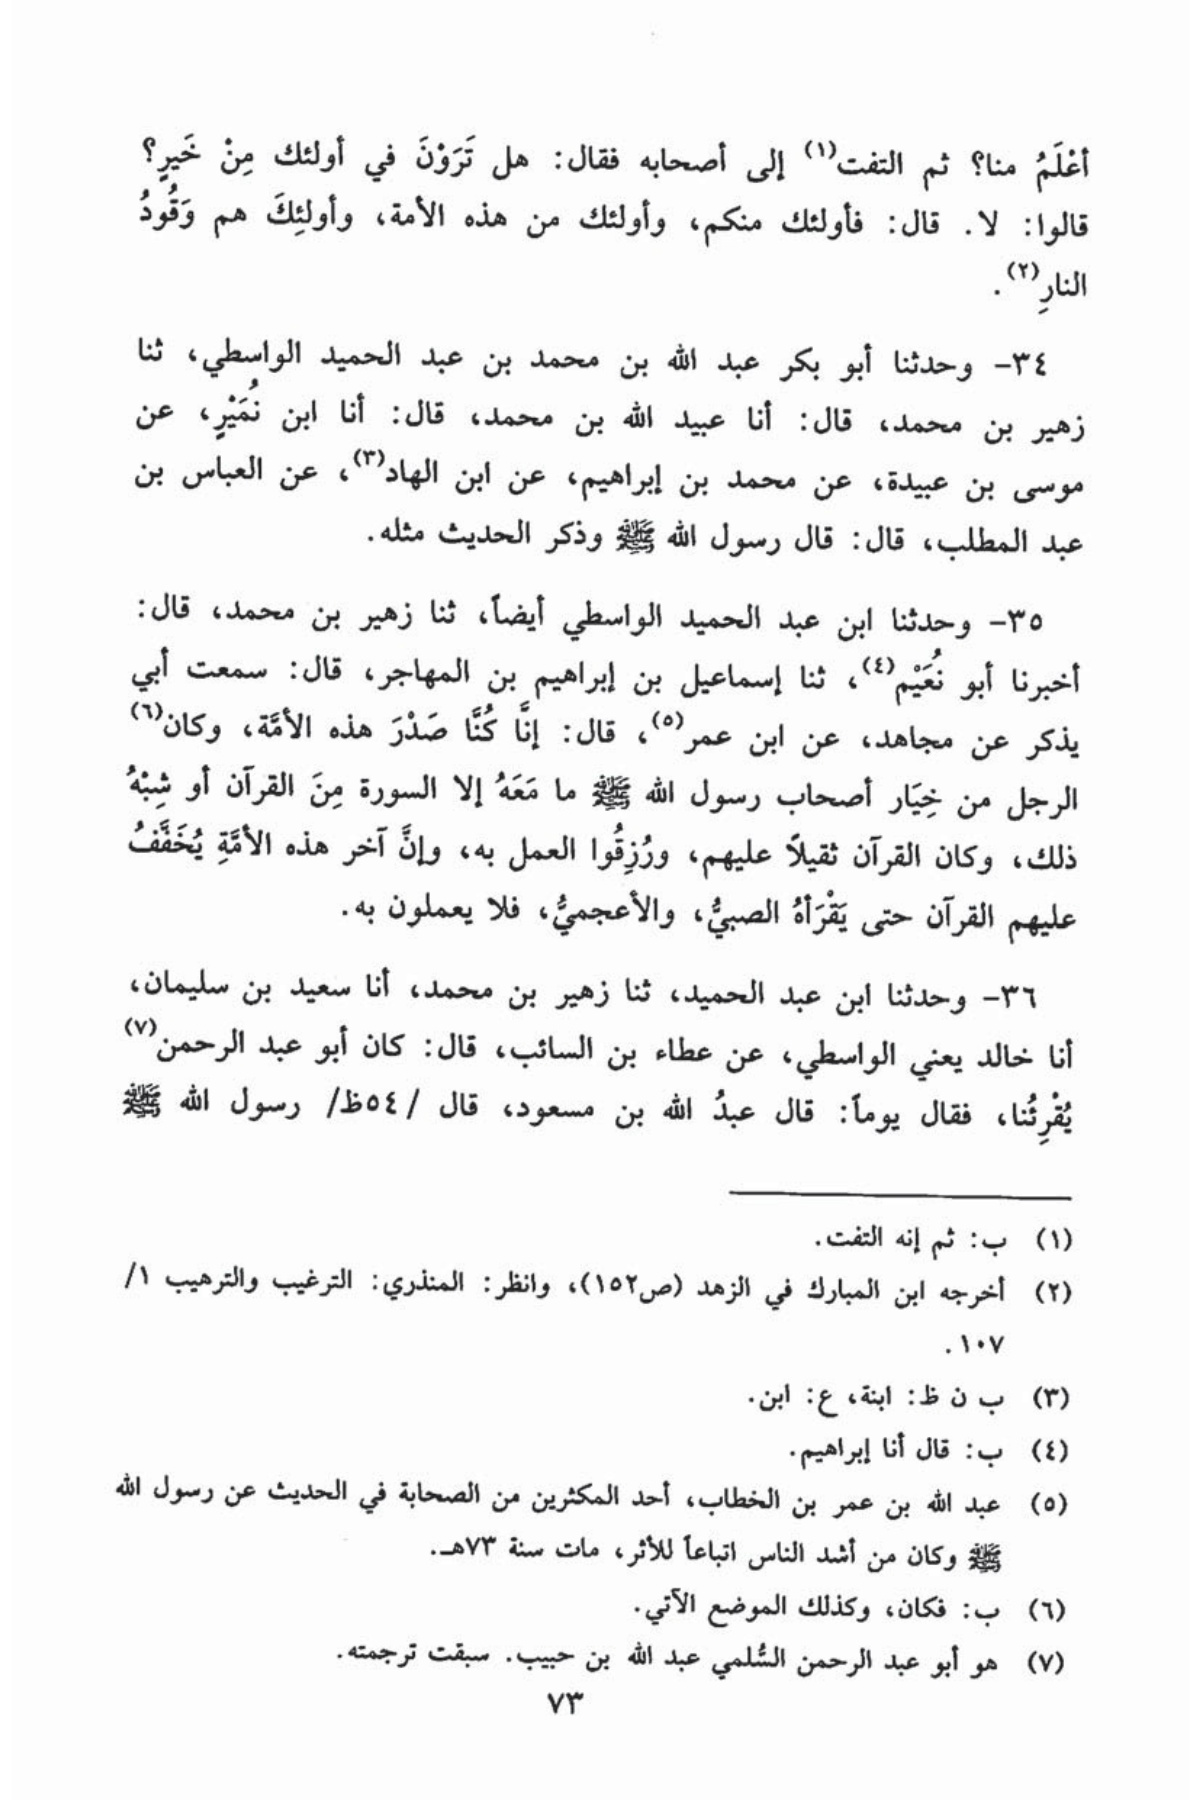 أعْلَمُ منا؟ ثم التفت(١) إلى أصحابه فقال: هل تَرَوْنَ في أولئك مِنْ خَيرٍ؟
قالوا: لا. قال: فأولئك منكم، وأولئك من هذه الأمة، وأولئِكَ هم وَقُودُ
النارِ(٢).
٣٤- وحدثنا أبو بكر عبد الله بن محمد بن عبد الحميد الواسطي، ثنا
زهير بن محمد، قال: أنا عبيد الله بن محمد، قال: أنا ابن نُمَيْرٍ، عن
موسى بن عبيدة، عن محمد بن إبراهيم، عن ابن الهاد(٣)، عن العباس بن
عبد المطلب، قال: قال رسول الله ﷺ وذكر الحديث مثله.
٣٥- وحدثنا ابن عبد الحميد الواسطي أيضاً، ثنا زهير بن محمد، قال:
أخبرنا أبو نُعَيْم(٤)، ثنا إسماعيل بن إبراهيم بن المهاجر، قال: سمعت أبي
يذكر عن مجاهد، عن ابن عمر(٥)، قال: إنَّا كُنَّا صَدْرَ هذه الأمَّة، وكان(٦)
الرجل من خِيَار أصحاب رسول الله ﷺ ما مَعَهُ إلا السورة مِنَ القرآن أو شِبْهُ
ذلك، وكان القرآن ثقيلاً عليهم، ورُزِقُوا العمل به، وإنَّ آخر هذه الأمَّةِ يُخَفَّفُ
عليهم القرآن حتى يَقْرَأهُ الصبيُّ، والأعجميُّ، فلا يعملون به.
٣٦- وحدثنا ابن عبد الحميد، ثنا زهير بن محمد، أنا سعيد بن سليمان،
أنا خالد يعني الواسطي، عن عطاء بن السائب، قال: كان أبو عبد الرحمن(٧)
يُقْرِئُنا، فقال يوماً: قال عبدُ الله بن مسعود، قال /٥٤ظ/ رسول الله ﷺ
(١) ب: ثم إنه التفت.
(٢) أخرجه ابن المبارك في الزهد (ص١٥٢)، وانظر: المنذري: الترغيب والترهيب ١/
١٠٧.
(٣) ب ن ظ: ابنة، ع: ابن.
(٤) ب: قال أنا إبراهيم.
(٥) عبد الله بن عمر بن الخطاب، أحد المكثرين من الصحابة في الحديث عن رسول الله
ﷺ وكان من أشد الناس اتباعاً للأثر، مات سنة ٧٣هـ.
(٦) ب: فكان، وكذلك الموضع الآتي.
(٧) هو أبو عبد الرحمن السُّلمي عبد الله بن حبيب. سبقت ترجمته.
٧٣